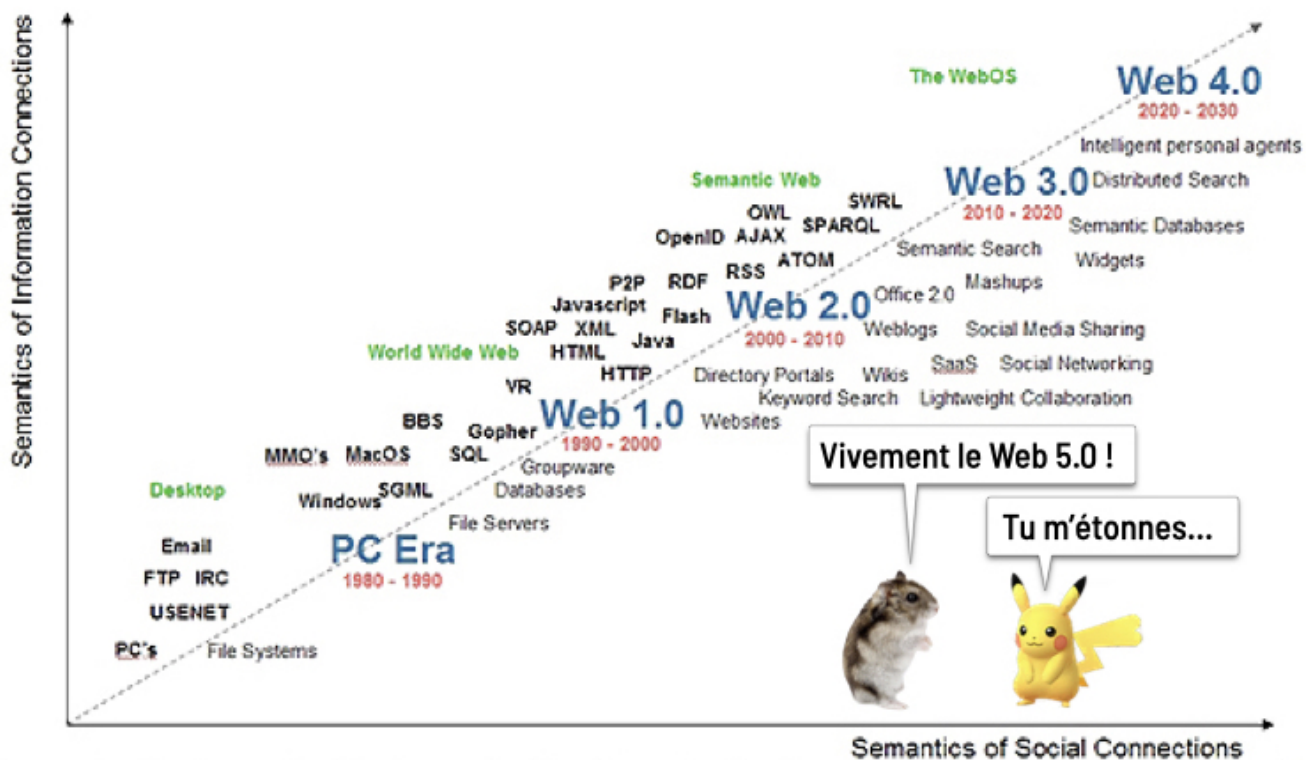 Semantics of Information Connections
The WebOS
Web 4.0
2020 - 2030
Intelligent personal agents
Semantic Web
Web 3.0
Distributed Search
2010 - 2020
SWRL
OWL
SPARQL
Semantic Databases
OpenID
AJAX
Semantic Search
ATOM
Widgets
RSS
P2P
RDF
Mashups
Javascript
Web 2.0
Office 2.0
Flash
SOAP
XML
Weblogs
Social Media Sharing
Java
2000 - 2010
World Wide Web
HTML
SaaS
Social Networking
HTTP
Directory Portals
Wikis
VR
Keyword Search
Lightweight Collaboration
Web 1.0
Websites
BBS
Gopher
1990 - 2000
MMO's
MacOS
SQL
Vivement le Web 5.0 !
Groupware
Desktop
SGML
Databases
Windows
File Servers
Tu m'étonnes...
Email
PC Era
FTP
IRC
1980 - 1990
USENET
PC's
File Systems
Semantics of Social Connections